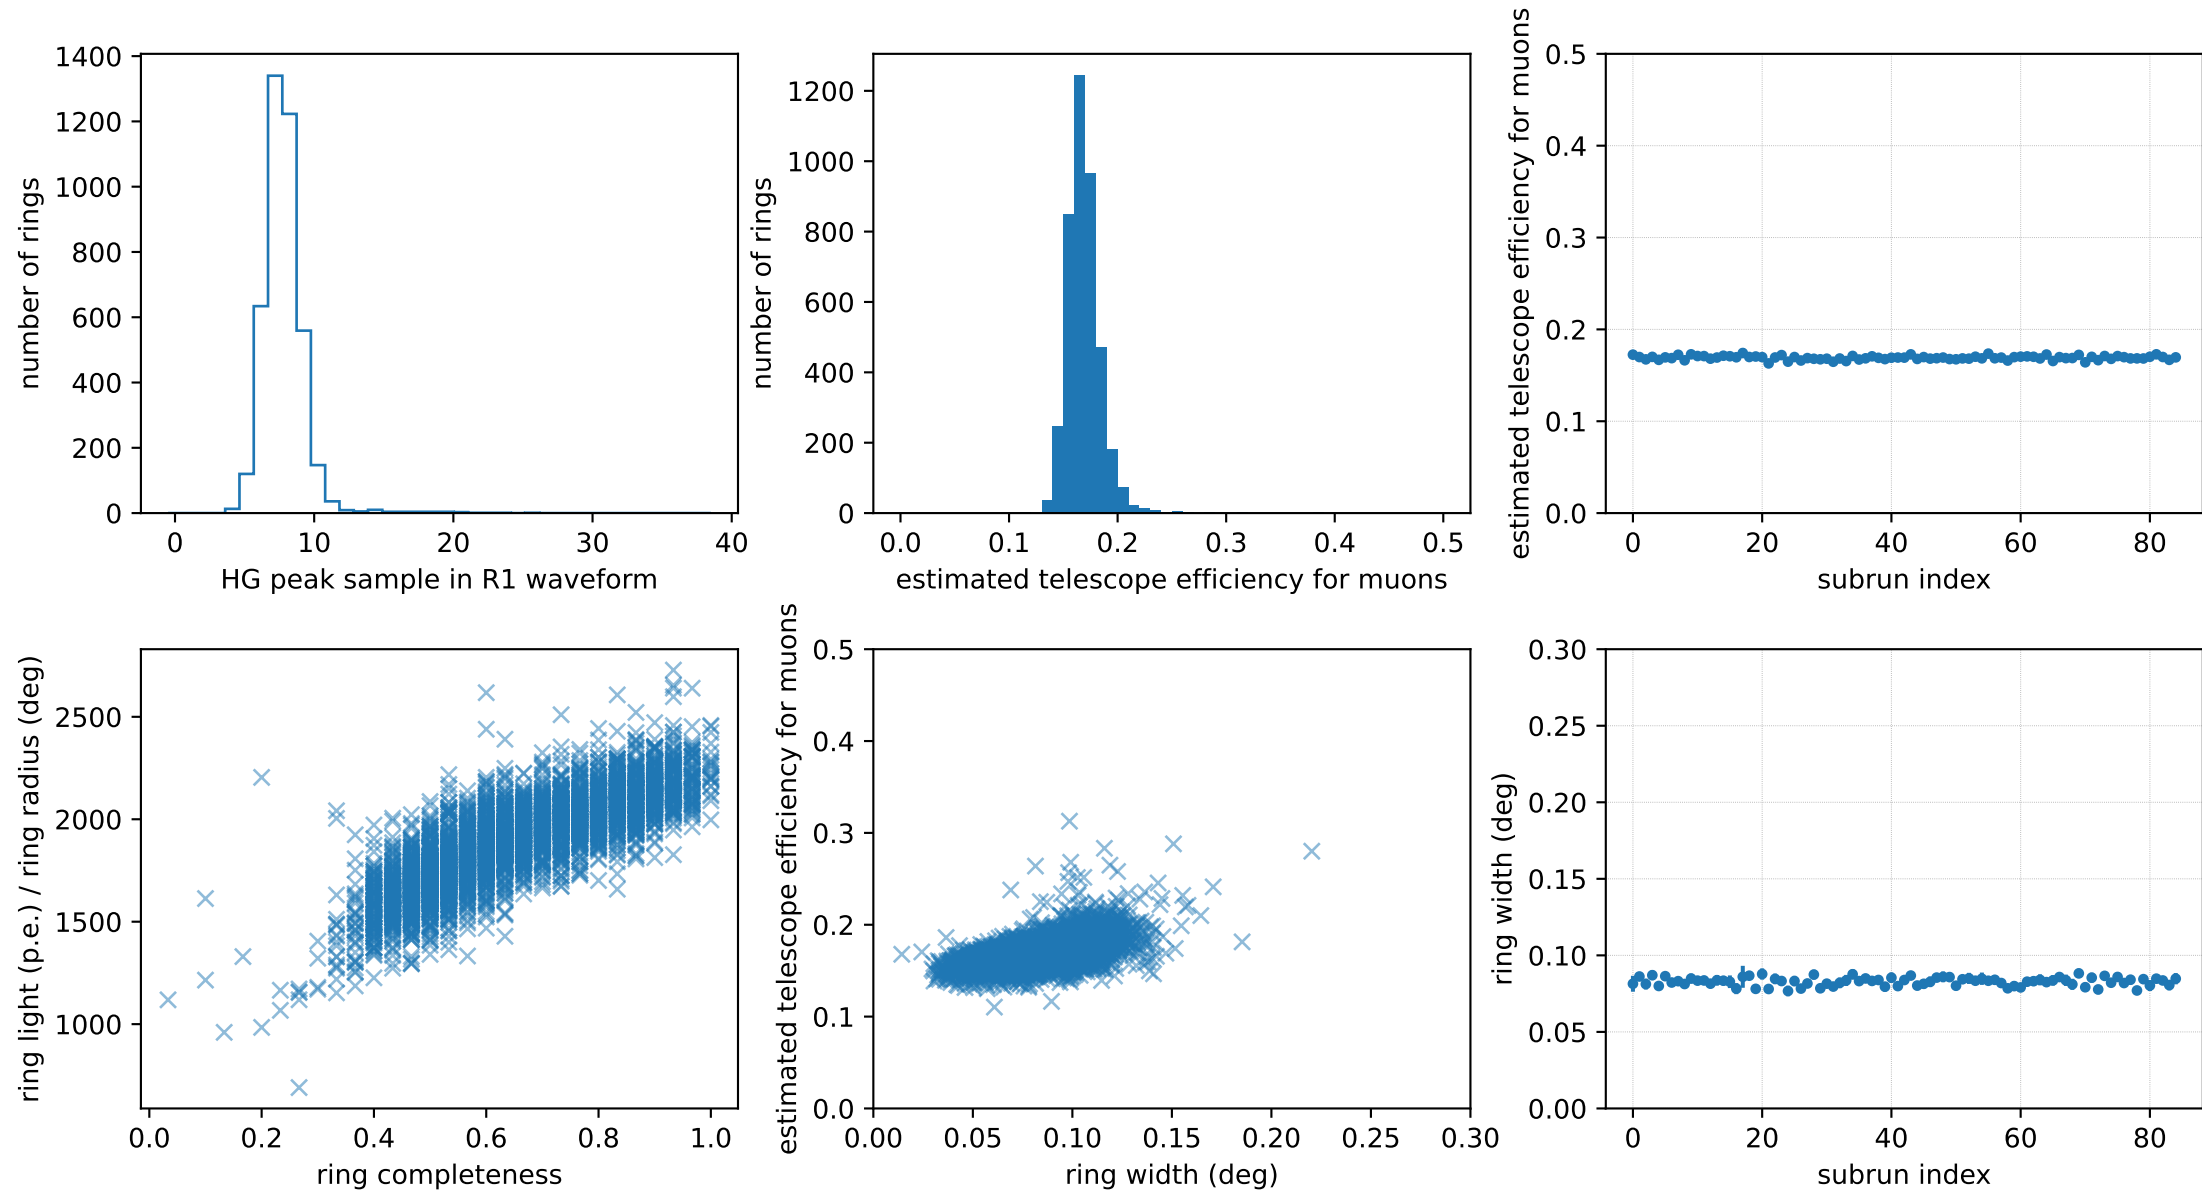 number of rings
1400
1200
1000
800
600
400
200
0
0 10 20 30 40
HG peak sample in R1 waveform
number of rings
1200
1000
800
600
400
200
0
0.0 0.1 0.2 0.3 0.4 0.5
estimated telescope efficiency for muons
estimated telescope efficiency for muons
0.5
0.4
0.3
0.2
0.1
0.0
0 20 40 60 80
subrun index
ring light (p.e.) / ring radius (deg)
2500
2000
1500
1000
0.0 0.2 0.4 0.6 0.8 1.0
ring completeness
estimated telescope efficiency for muons
0.5
0.4
0.3
0.2
0.1
0.0
0.00 0.05 0.10 0.15 0.20 0.25 0.30
ring width (deg)
ring width (deg)
0.30
0.25
0.20
0.15
0.10
0.05
0.00
0 20 40 60 80
subrun index